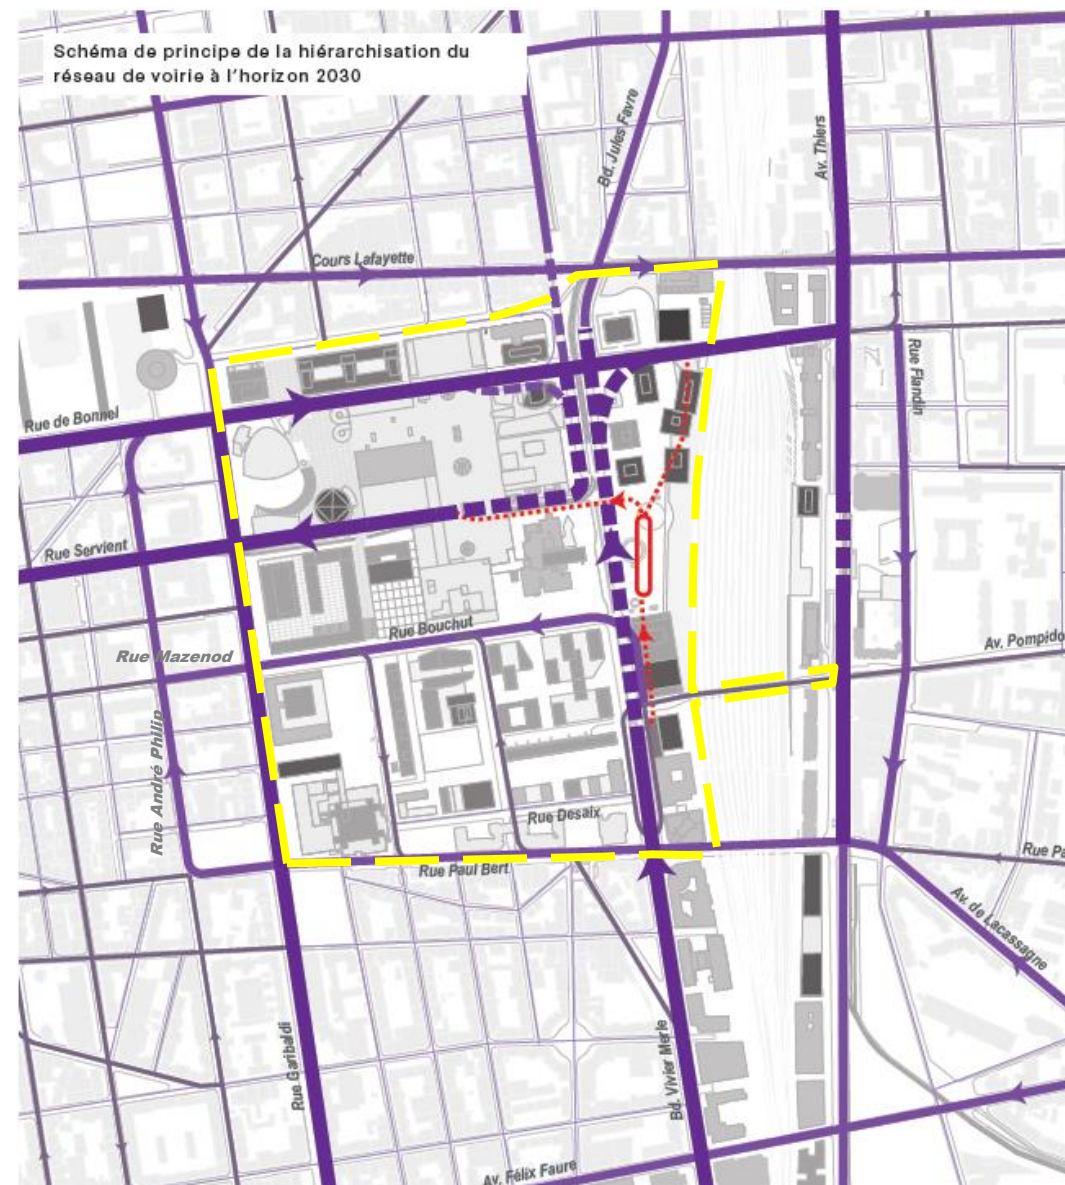 Schéma de principe de la hiérarchisation du
réseau de voirie à l'horizon 2030
Bd. Jules Favre
Av. Thiers
Cours Lafayette
Rue Flandin
Rue de Bonnel
Rue Servient
Rue Bouchut
Av. Pompido
Rue Mazenod
Rue André Philip
Rue Desaix
Rue Paul Bert
Rue Pa
Av. de Lacassagne
Rue Garibaldi
Bd. Vivier Merle
Av. Félix Faure